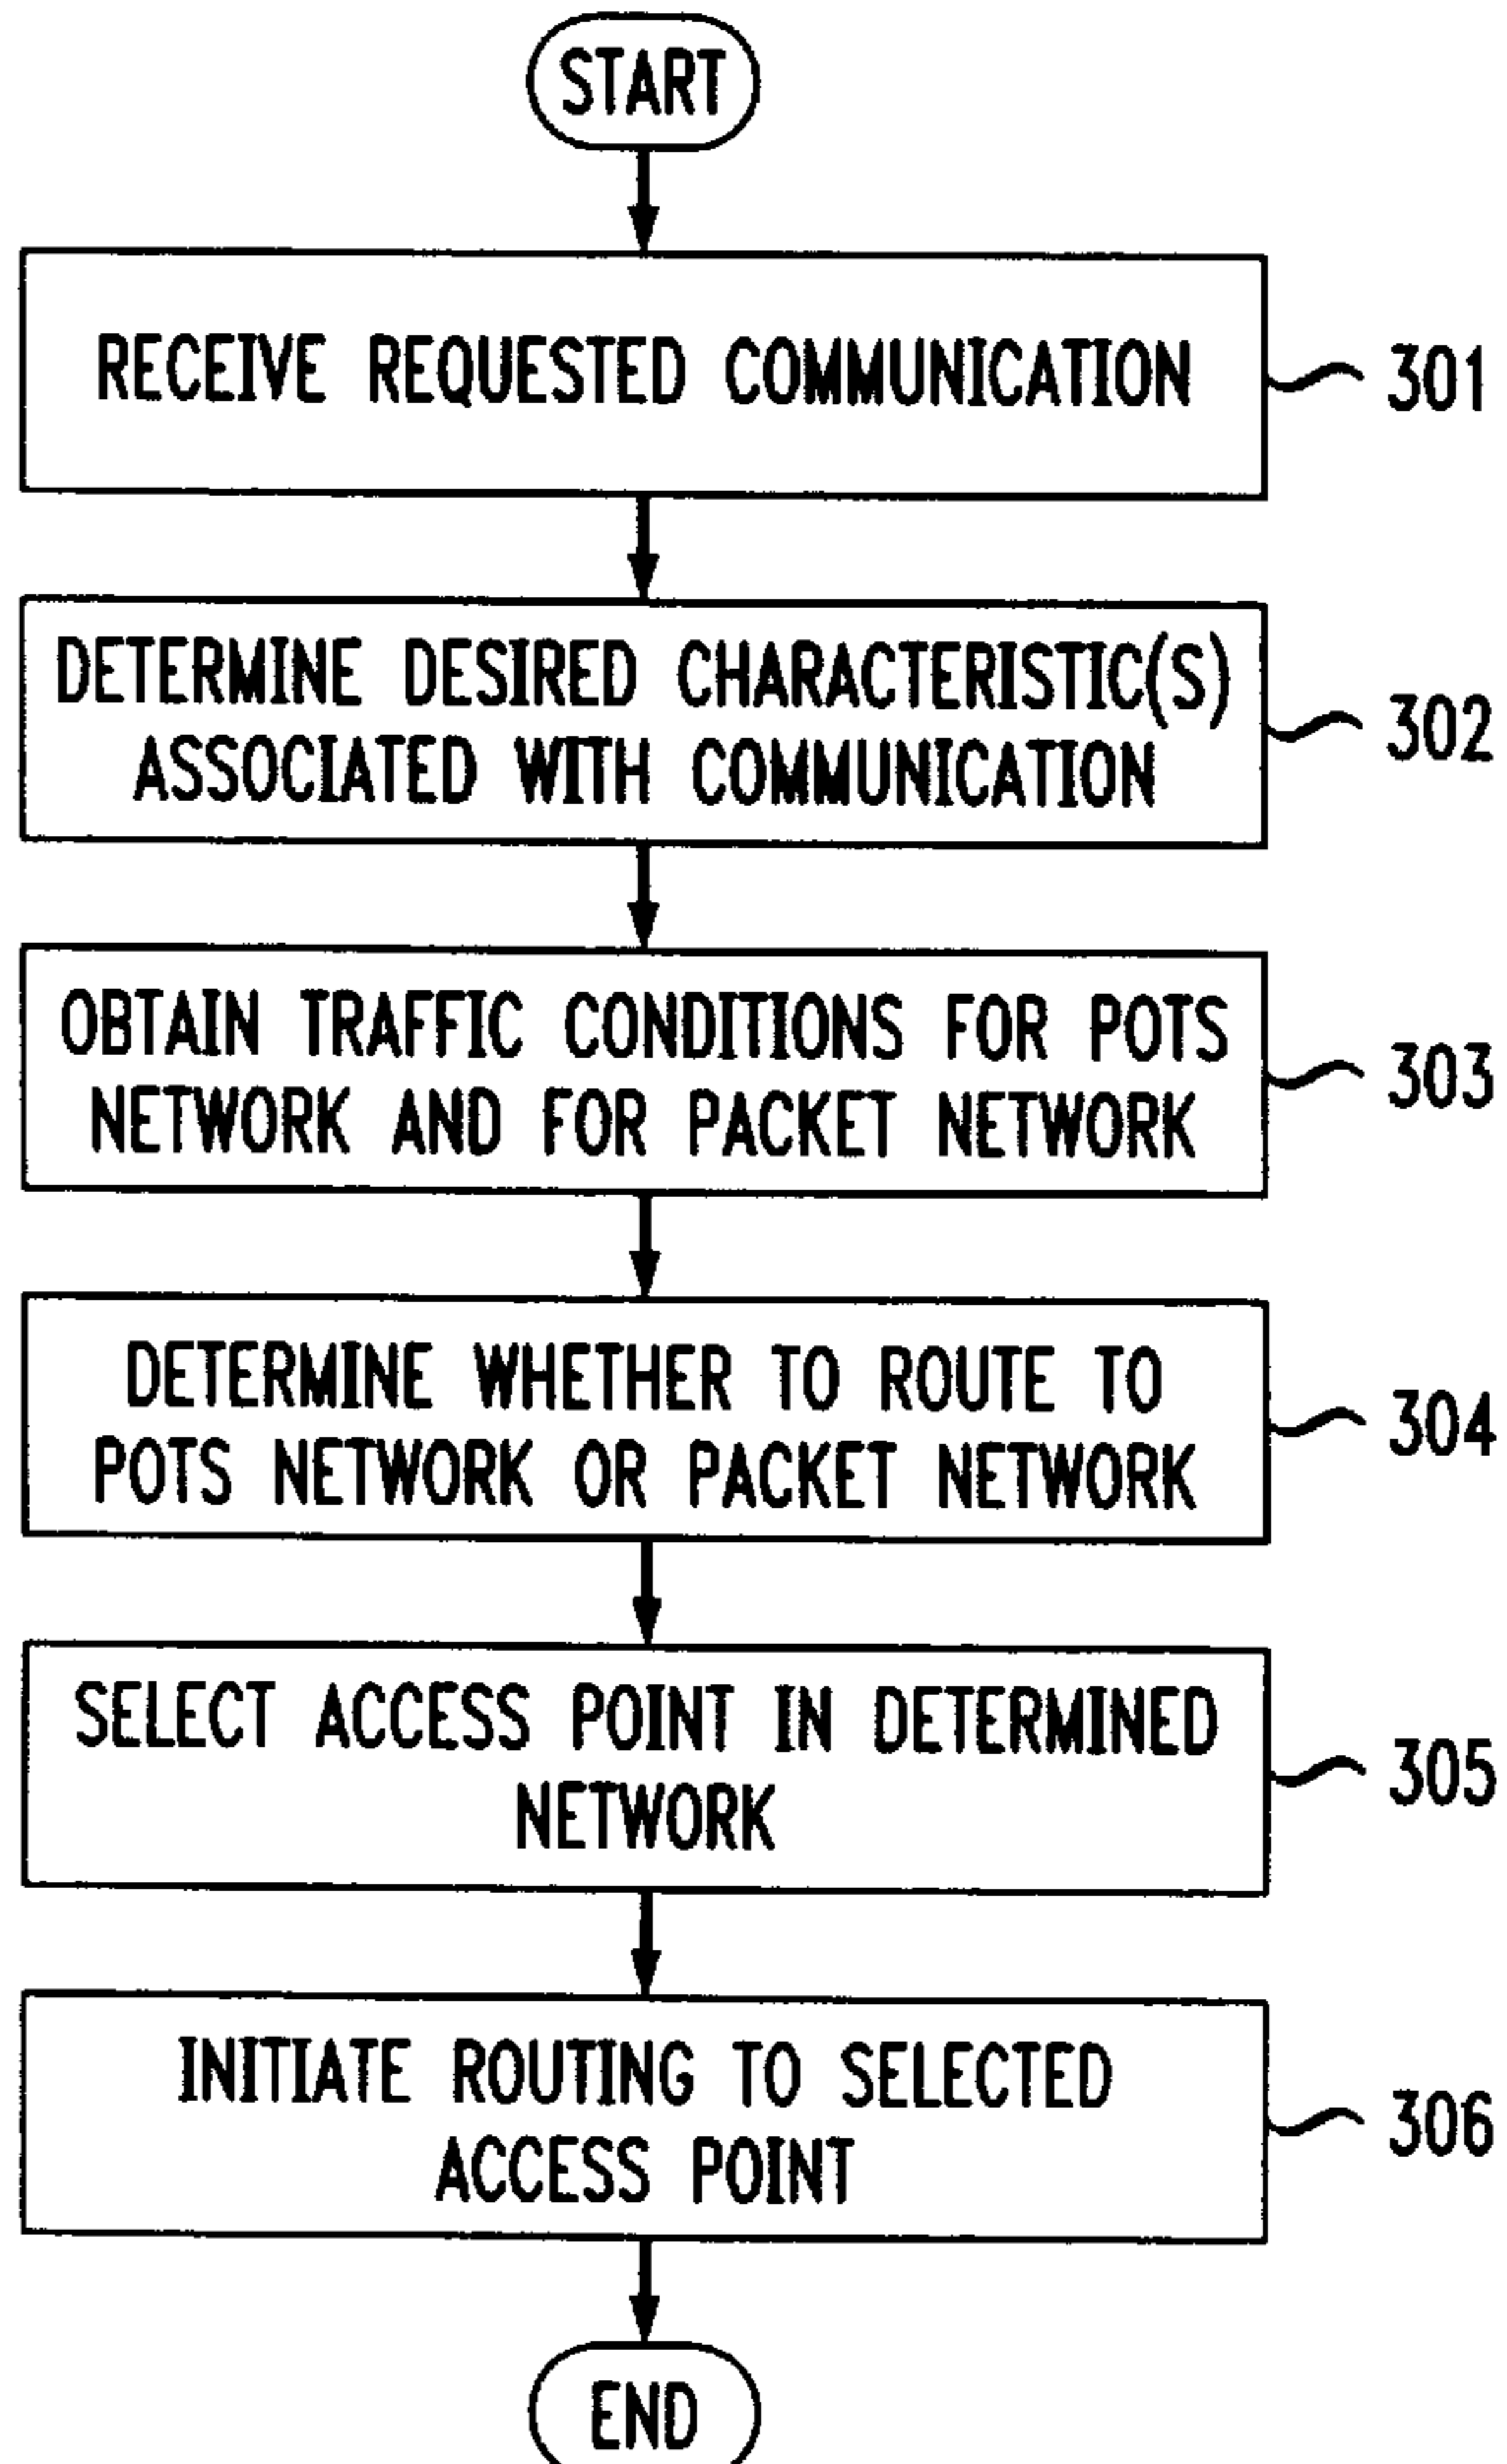 START
RECEIVE REQUESTED COMMUNICATION
301
DETERMINE DESIRED CHARACTERISTIC(S)
ASSOCIATED WITH COMMUNICATION
302
OBTAIN TRAFFIC CONDITIONS FOR POTS
NETWORK AND FOR PACKET NETWORK
303
DETERMINE WHETHER TO ROUTE TO
POTS NETWORK OR PACKET NETWORK
304
SELECT ACCESS POINT IN DETERMINED
NETWORK
305
INITIATE ROUTING TO SELECTED
ACCESS POINT
306
END